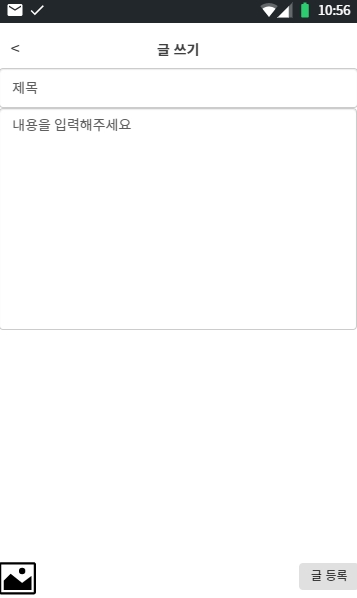 10:56
<
글 쓰기
제목
내용을 입력해주세요
글 등록